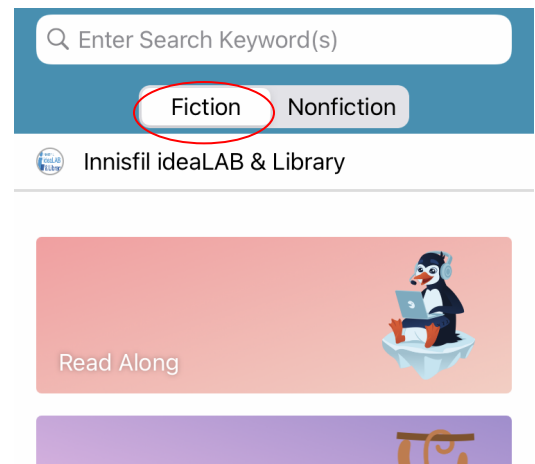 Enter Search Keyword(s)
Fiction Nonfiction
Innisfil ideaLAB & Library
Read Along